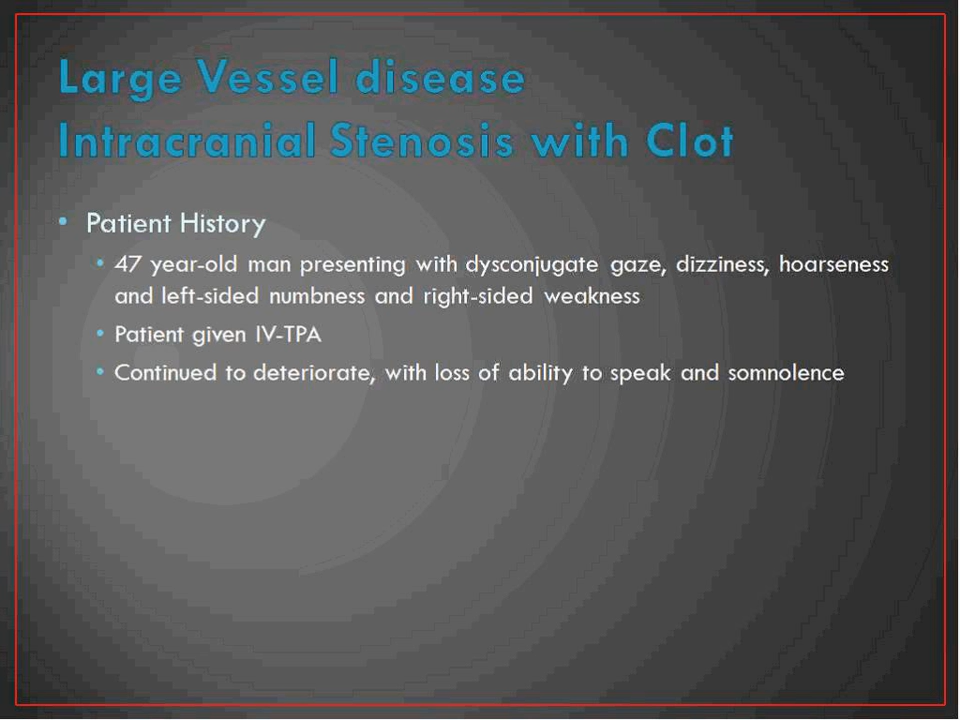 Large Vessel disease
Intracranial Stenosis with Clot
• Patient History
• 47 year-old man presenting with dysconjugate gaze, dizziness, hoarseness
and left-sided numbness and right-sided weakness
• Patient given IV-TPA
• Continued to deteriorate, with loss of ability to speak and somnolence